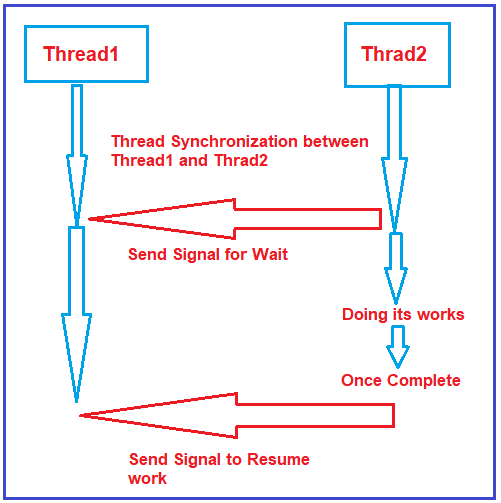 Thread1
Thrad2
Thread Synchronization between
Thread1 and Thrad2
Send Signal for Wait
Doing its works
Once Complete
Send Signal to Resume
work